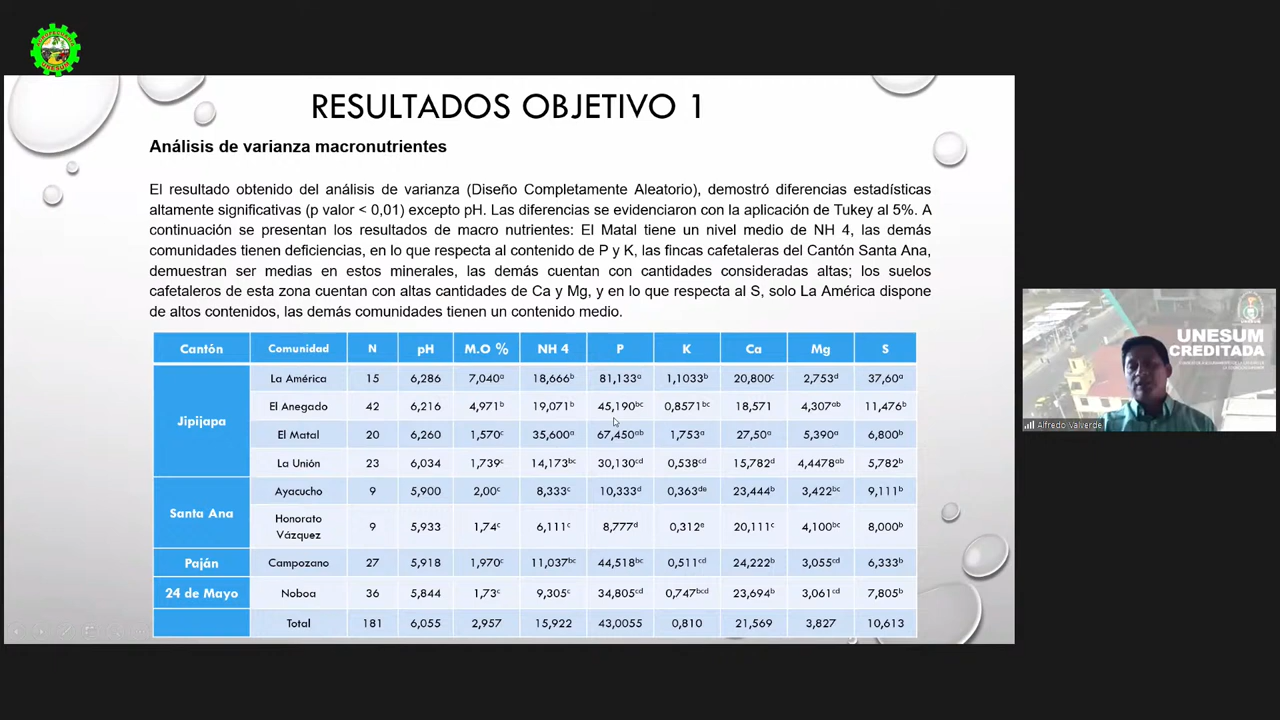 RESULTADOS OBJETIVO 1
Análisis de varianza macronutrientes
El resultado obtenido del análisis de varianza (Diseño Completamente Aleatorio), demostró diferencias estadísticas
altamente significativas (p valor < 0,01) excepto pH. Las diferencias se evidenciaron con la aplicación de Tukey al 5%. A
continuación se presentan los resultados de macro nutrientes: El Matal tiene un nivel medio de NH 4, las demás
comunidades tienen deficiencias, en lo que respecta al contenido de P y K, las fincas cafetaleras del Cantón Santa Ana,
demuestran ser medias en estos minerales, las demás cuentan con cantidades consideradas altas; los suelos
cafetaleros de esta zona cuentan con altas cantidades de Ca y Mg, y en lo que respecta al S, solo La América dispone
de altos contenidos, las demás comunidades tienen un contenido medio.
Cantón Comunidad N pH M.O % NH 4 P K Ca Mg S
Jipijapa
La América 15 6,286 7,040ᵃ 18,666ᵇ 81,133ᵃ 1,1033ᵇ 20,800ᶜ 2,753ᵈ 37,60ᵃ
El Anegado 42 6,216 4,971ᵇ 19,071ᵇ 45,190ᵇᶜ 0,8571ᵇᶜ 18,571 4,307ᵃᵇ 11,476ᵇ
El Matal 20 6,260 1,570ᶜ 35,600ᵃ 67,450ᵃᵇ 1,753ᵃ 27,50ᵃ 5,390ᵃ 6,800ᵇ
La Unión 23 6,034 1,739ᶜ 14,173ᵇᶜ 30,130ᶜᵈ 0,538ᶜᵈ 15,782ᵈ 4,4478ᵃᵇ 5,782ᵇ
Santa Ana
Ayacucho 9 5,900 2,00ᶜ 8,333ᶜ 10,333ᵈ 0,363ᵈᵉ 23,444ᵇ 3,422ᵇᶜ 9,111ᵇ
Honorato
Vázquez 9 5,933 1,74ᶜ 6,111ᶜ 8,777ᵈ 0,312ᵉ 20,111ᶜ 4,100ᵇᶜ 8,000ᵇ
Paján Campozano 27 5,918 1,970ᶜ 11,037ᵇᶜ 44,518ᵇᶜ 0,511ᶜᵈ 24,222ᵇ 3,055ᶜᵈ 6,333ᵇ
24 de Mayo Noboa 36 5,844 1,73ᶜ 9,305ᶜ 34,805ᶜᵈ 0,747ᵇᶜᵈ 23,694ᵇ 3,061ᶜᵈ 7,805ᵇ
Total 181 6,055 2,957 15,922 43,0055 0,810 21,569 3,827 10,613
UNESUM
CREDITADA
Alfredo Valverde